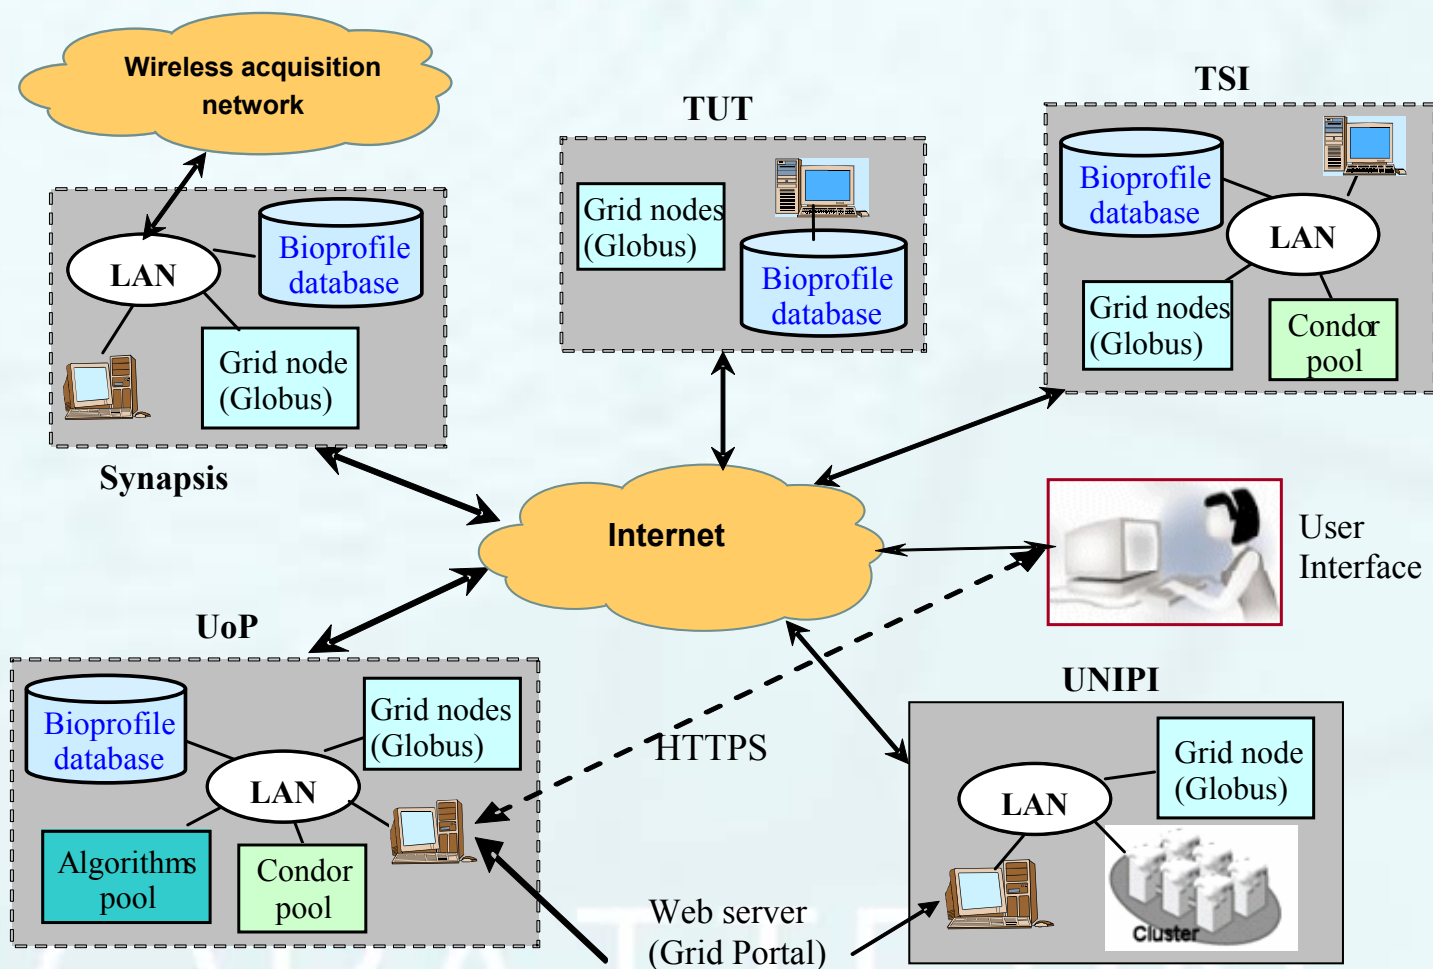 Wireless acquisition
network
TUT
TSI
Bioprofile
database
LAN
Grid node
(Globus)
Synapsis
Grid nodes
(Globus)
Bioprofile
database
Bioprofile
database
LAN
Grid nodes
(Globus)
Condor
pool
Internet
User
Interface
UoP
Bioprofile
database
Grid nodes
(Globus)
LAN
Algorithms
pool
Condor
pool
HTTPS
UNIPI
Grid node
(Globus)
LAN
Cluster
Web server
(Grid Portal)